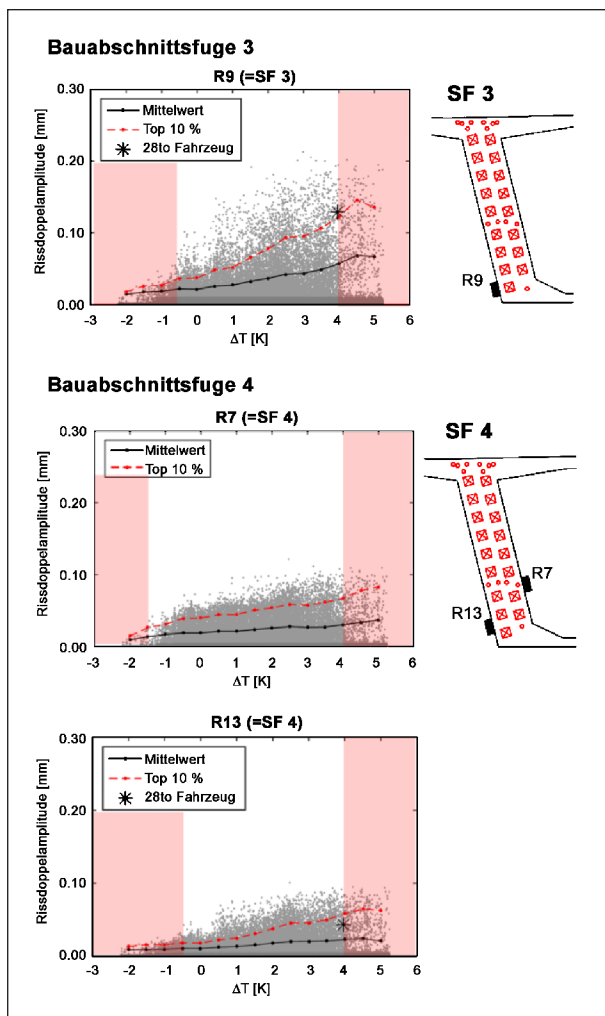 Bauabschnittsfuge 3
R9 (=SF 3)
SF 3
Rissdoppelamplitude [mm]
0.30
0.20
0.10
0.00
Mittelwert
Top 10 %
28to Fahrzeug
R9
-3 -2 -1 0 1 2 3 4 5 6
ΔT [K]
Bauabschnittsfuge 4
R7 (=SF 4)
SF 4
Rissdoppelamplitude [mm]
0.30
0.20
0.10
0.00
Mittelwert
Top 10 %
R7
R13
-3 -2 -1 0 1 2 3 4 5 6
ΔT [K]
R13 (=SF 4)
Rissdoppelamplitude [mm]
0.30
0.20
0.10
0.00
Mittelwert
Top 10 %
28to Fahrzeug
-3 -2 -1 0 1 2 3 4 5 6
ΔT [K]